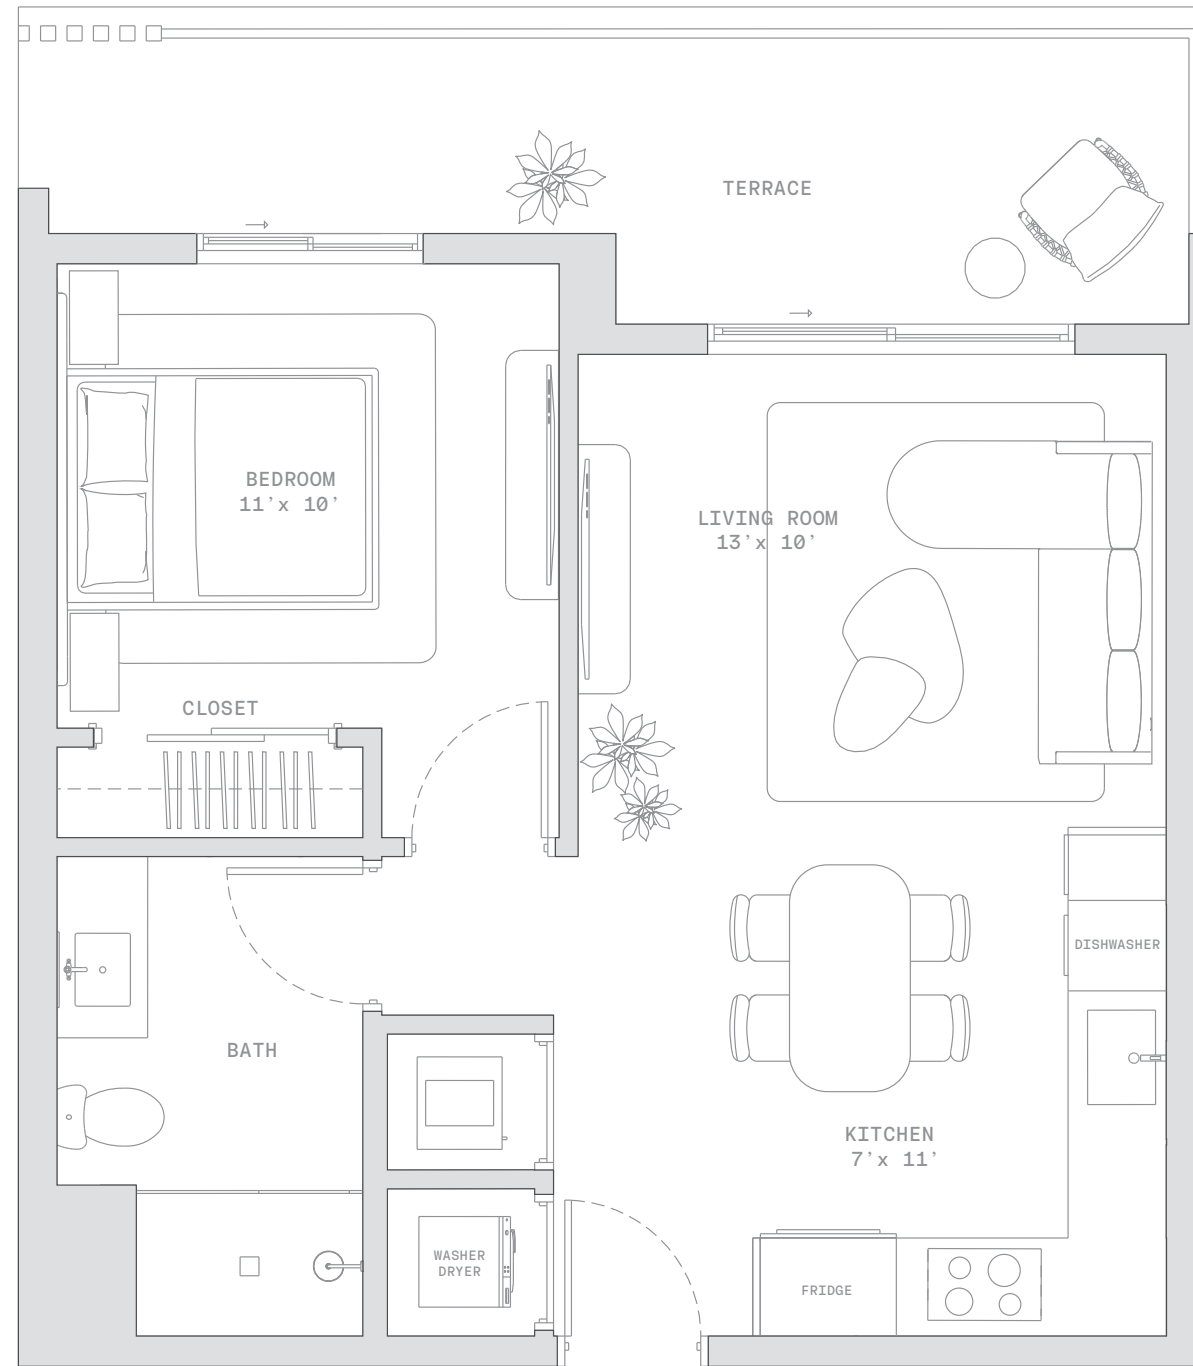 TERRACE
BEDROOM
11'x 10'
LIVING ROOM
13'x 10'
CLOSET
DISHWASHER
BATH
KITCHEN
7'x 11'
WASHER
DRYER
FRIDGE